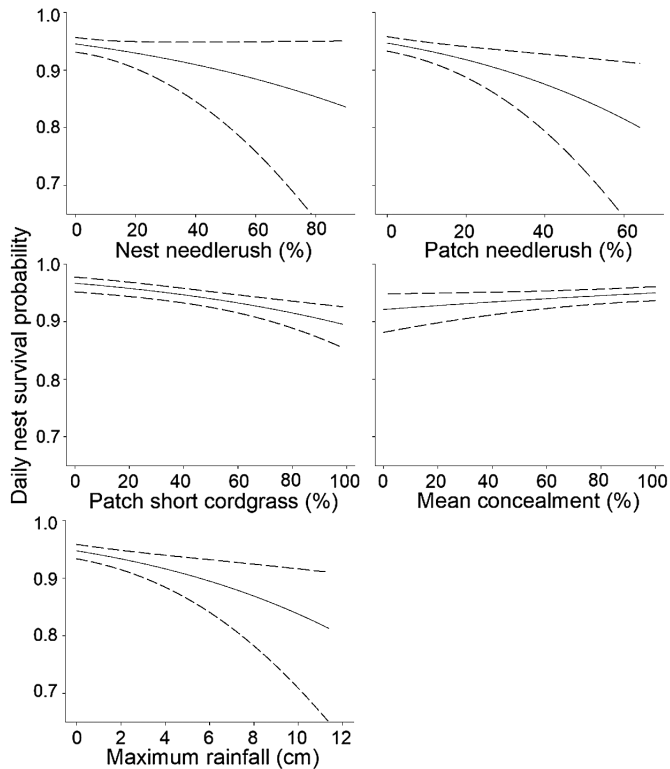 1.0
0.9
0.8
0.7
0 20 40 60 80
Nest needlerush (%)
0 20 40 60
Patch needlerush (%)
Daily nest survival probability
1.0
0.9
0.8
0.7
0 20 40 60 80 100
Patch short cordgrass (%)
0 20 40 60 80 100
Mean concealment (%)
1.0
0.9
0.8
0.7
0 2 4 6 8 10 12
Maximum rainfall (cm)